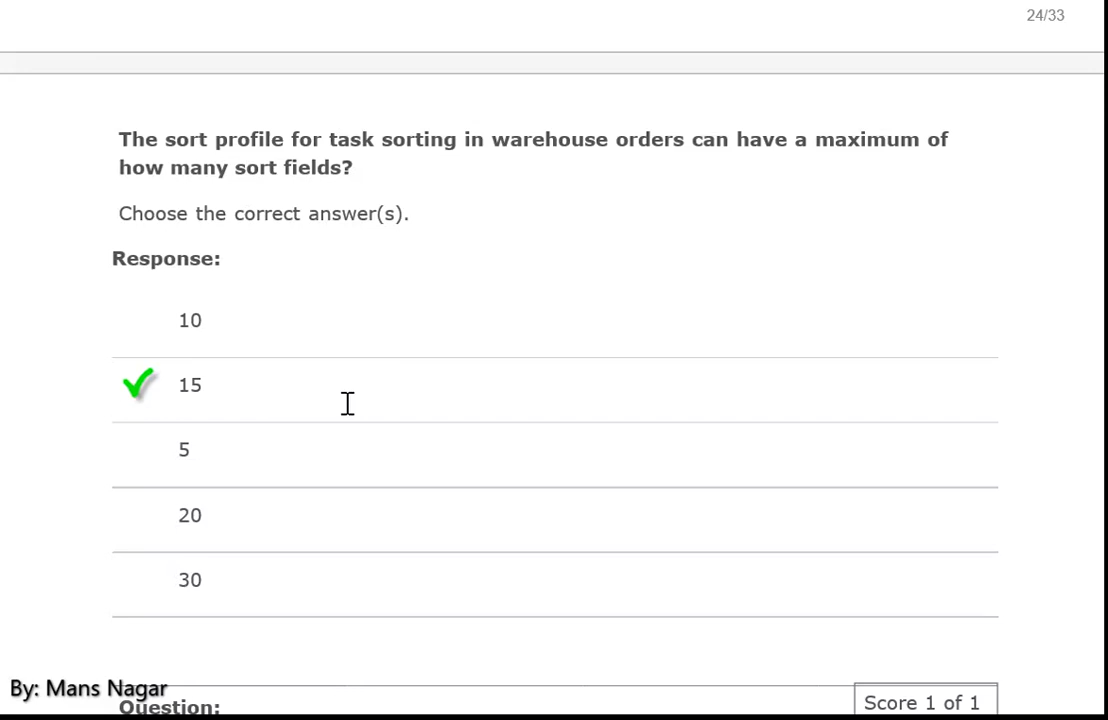 24/33
The sort profile for task sorting in warehouse orders can have a maximum of
how many sort fields?
Choose the correct answer(s).
Response:
10
15
5
20
30
By: Mans Nagar
Question:
Score 1 of 1